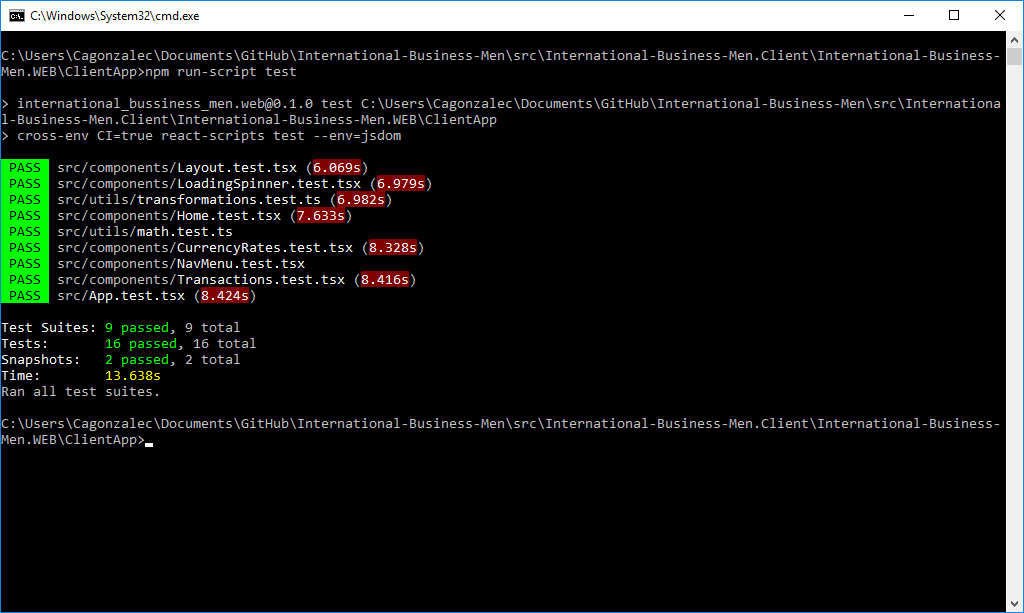 C:\Windows\System32\cmd.exe
C:\Users\Cagonzalec\Documents\GitHub\International-Business-Men\src\International-Business-Men.Client\International-Business-
Men.WEB\ClientApp>npm run-script test
> international_bussiness_men.web@0.1.0 test C:\Users\Cagonzalec\Documents\GitHub\International-Business-Men\src\Internationa
l-Business-Men.Client\International-Business-Men.WEB\ClientApp
> cross-env CI=true react-scripts test --env=jsdom
PASS src/components/Layout.test.tsx (6.069s)
PASS src/components/LoadingSpinner.test.tsx (6.979s)
PASS src/utils/transformations.test.ts (6.982s)
PASS src/components/Home.test.tsx (7.633s)
PASS src/utils/math.test.ts
PASS src/components/CurrencyRates.test.tsx (8.328s)
PASS src/components/NavMenu.test.tsx
PASS src/components/Transactions.test.tsx (8.416s)
PASS src/App.test.tsx (8.424s)
Test Suites: 9 passed, 9 total
Tests: 16 passed, 16 total
Snapshots: 2 passed, 2 total
Time: 13.638s
Ran all test suites.
C:\Users\Cagonzalec\Documents\GitHub\International-Business-Men\src\International-Business-Men.Client\International-Business-
Men.WEB\ClientApp>